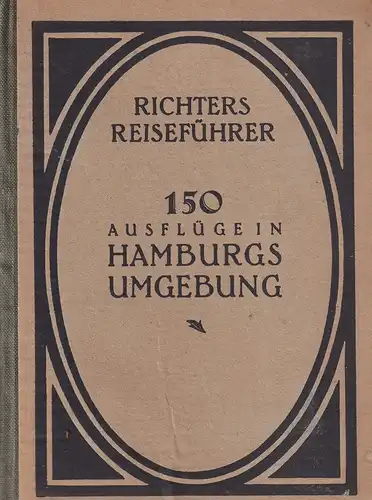 RICHTERS
REISEFÜHRER
150
AUSFLÜGE IN
HAMBURGS
UMGEBUNG